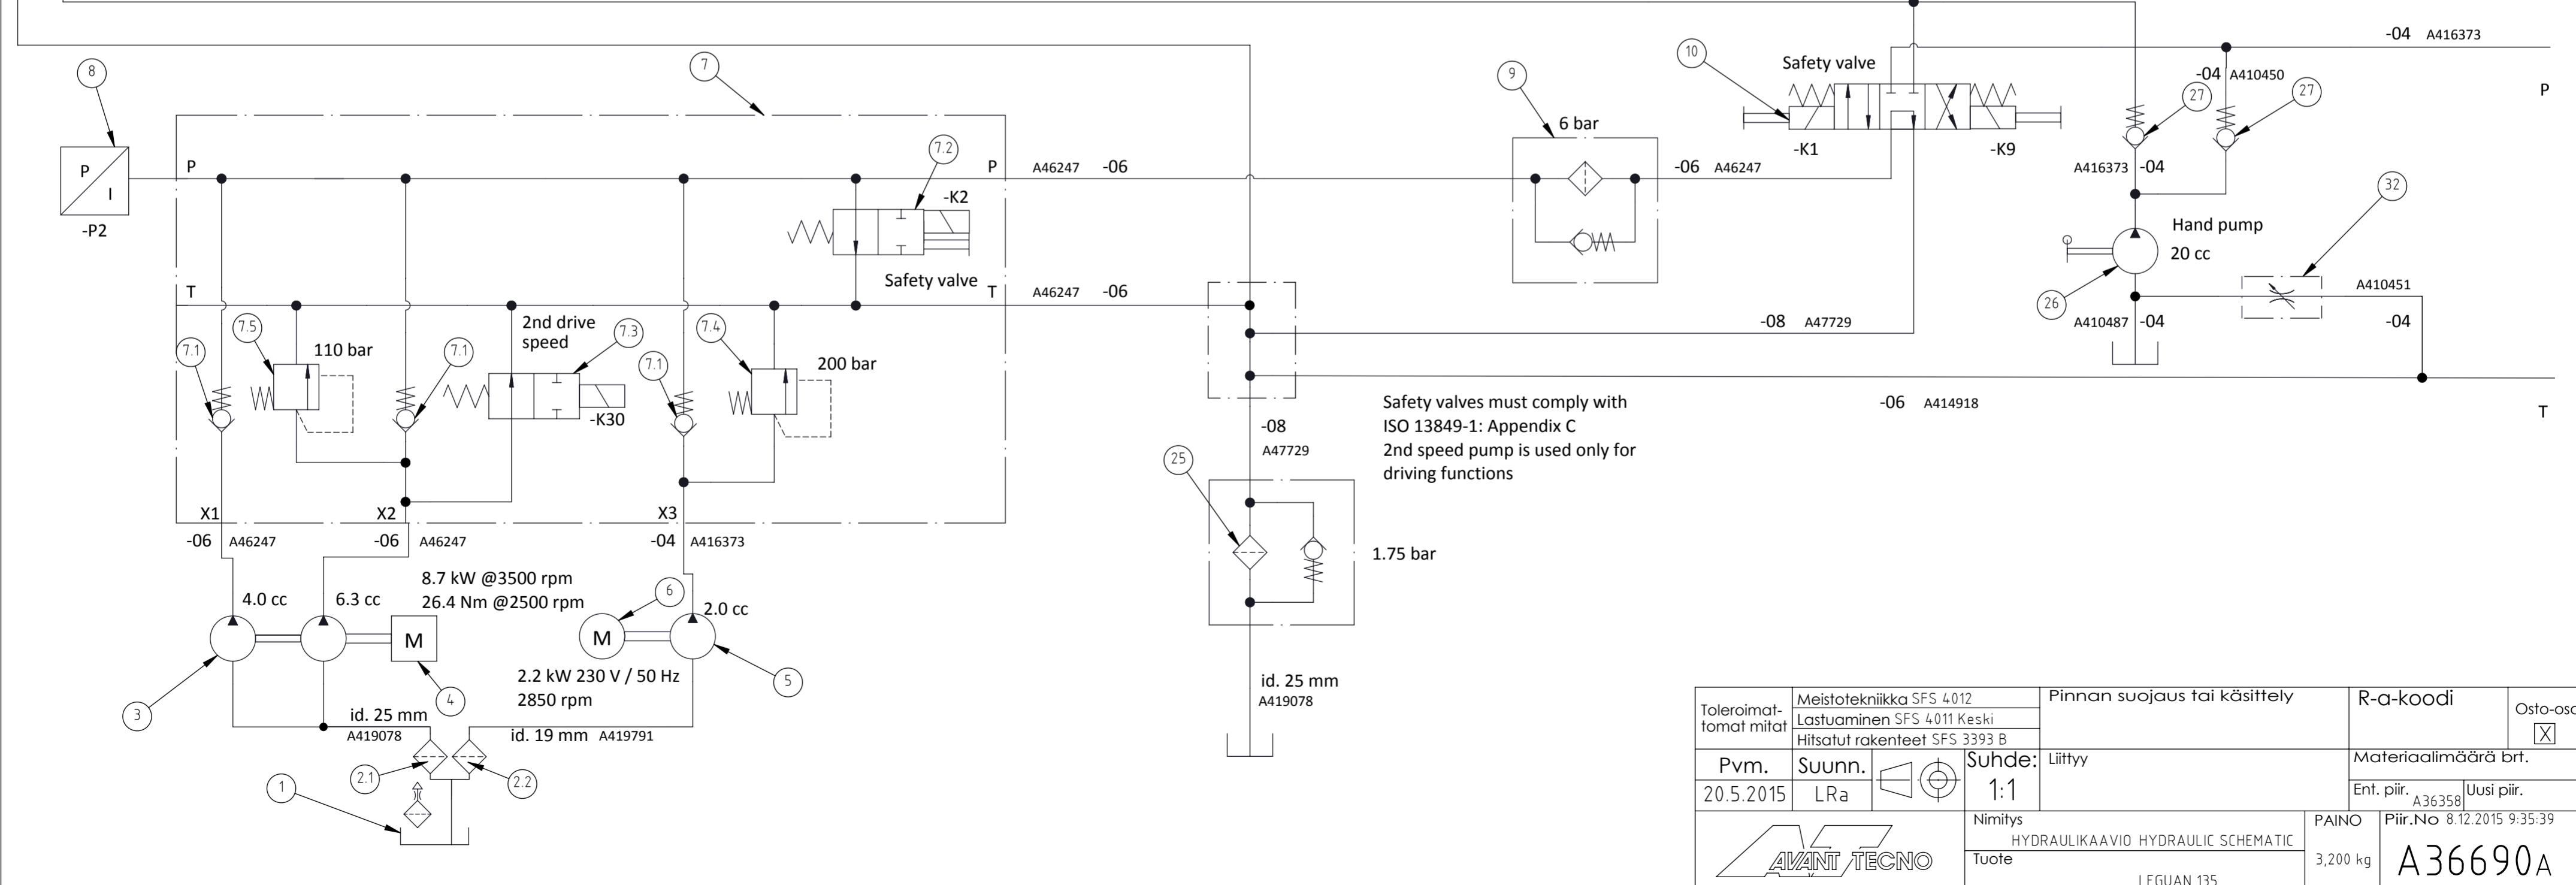 -04 A416373
8
7
9
10
Safety valve
-04 A410450
27
27
P
6 bar
P
I
P
7.2
P
A46247 -06
-K1
-K9
-06 A46247
A416373 -04
32
-P2
-K2
Hand pump
20 cc
T
Safety valve
T
A46247 -06
A410451
26
7.5
2nd drive
speed
7.3
7.4
-08 A47729
A410487 -04
-04
7.1
110 bar
7.1
7.1
200 bar
-K30
Safety valves must comply with
ISO 13849-1: Appendix C
2nd speed pump is used only for
driving functions
-06 A414918
T
-08
A47729
25
X1
X2
X3
-06 A46247
-06 A46247
-04 A416373
1.75 bar
8.7 kW @3500 rpm
26.4 Nm @2500 rpm
4.0 cc
6.3 cc
6
2.0 cc
M
M
2.2 kW 230 V / 50 Hz
2850 rpm
5
3
4
id. 25 mm
A419078
id. 25 mm
A419078
id. 19 mm A419791
2.1
2.2
1
Toleroimat-
tomat mitat
Meistotekniikka SFS 4012
Lastuaminen SFS 4011 Keski
Hitsatut rakenteet SFS 3393 B
Pinnan suojaus tai käsittely
R-a-koodi
Osto-osa
X
Pvm.
20.5.2015
Suunn.
LRa
Suhde:
1:1
Liittyy
Materiaalimäärä brt.
Ent. piir. A36358
Uusi piir.
AVANT TECNO
Nimitys
HYDRAULIKAAVIO HYDRAULIC SCHEMATIC
Tuote
LEGUAN 135
PAINO
3,200 kg
Piir.No 8.12.2015 9:35:39
A36690A